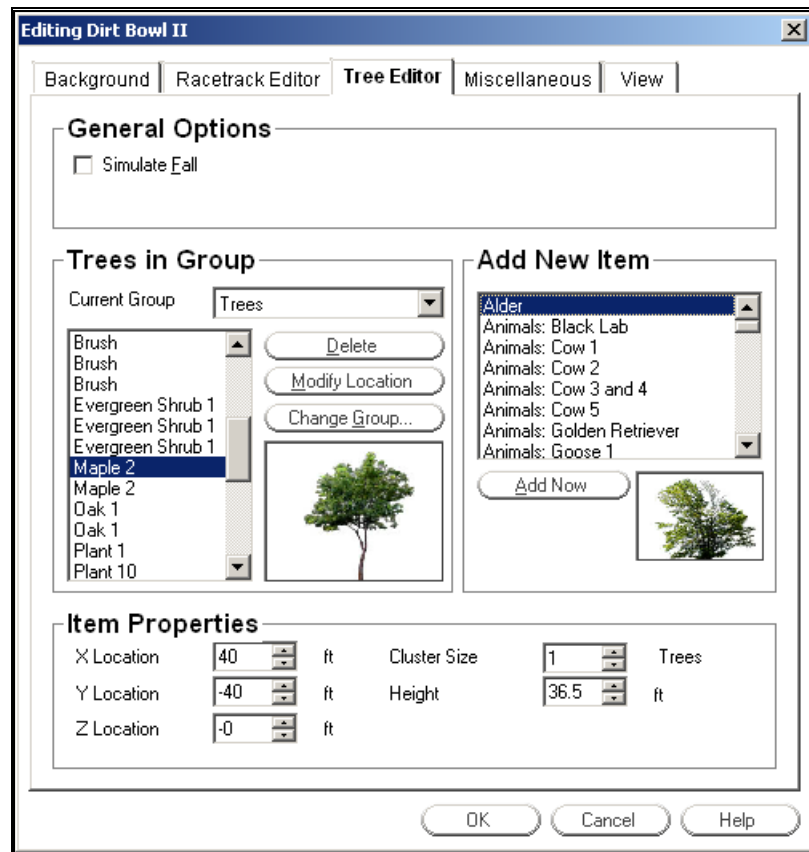 Editing Dirt Bowl II
Background
Racetrack Editor
Tree Editor
Miscellaneous
View
General Options
Simulate Fall
Trees in Group
Current Group
Trees
Brush
Brush
Brush
Evergreen Shrub 1
Evergreen Shrub 1
Evergreen Shrub 1
Maple 2
Maple 2
Oak 1
Oak 1
Plant 1
Plant 10
Delete
Modify Location
Change Group...
Add New Item
Alder
Animals: Black Lab
Animals: Cow 1
Animals: Cow 2
Animals: Cow 3 and 4
Animals: Cow 5
Animals: Golden Retriever
Animals: Goose 1
Add Now
Item Properties
X Location 40 ft
Cluster Size 1 Trees
Y Location -40 ft
Height 36.5 ft
Z Location -0 ft
OK
Cancel
Help